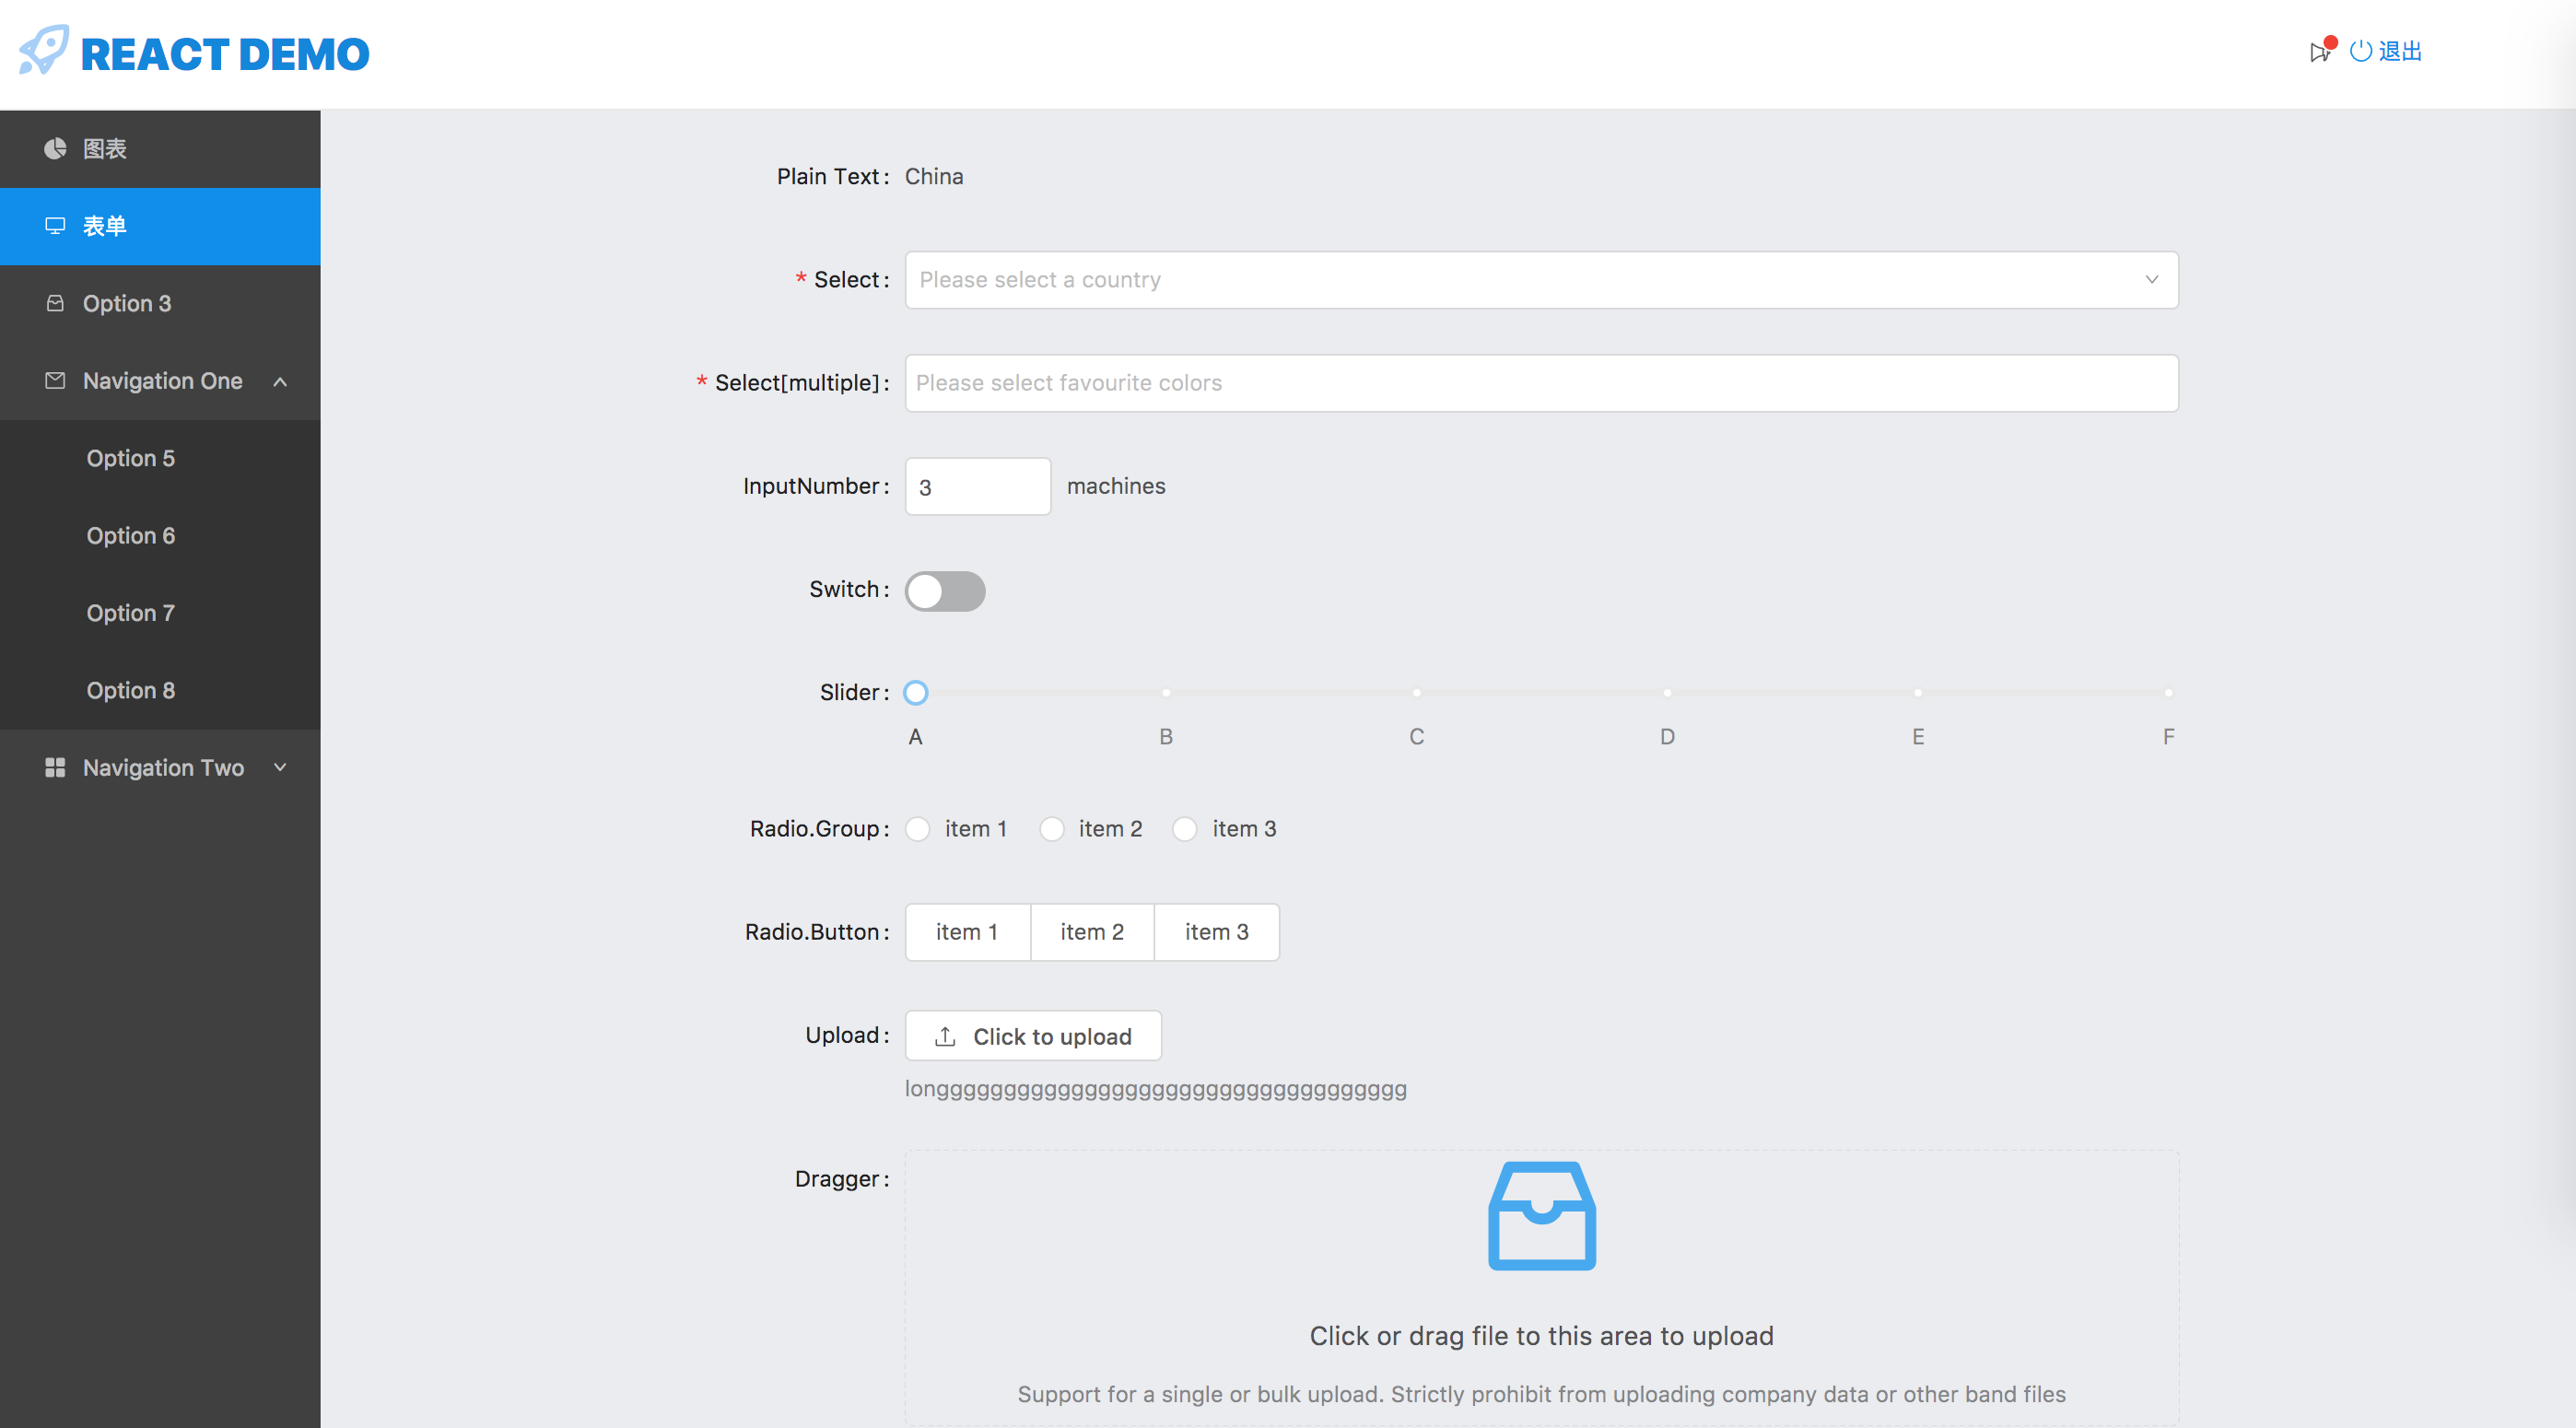 REACT DEMO
退出
图表
表单
Option 3
Navigation One
Option 5
Option 6
Option 7
Option 8
Navigation Two
Plain Text: China
* Select: Please select a country
* Select[multiple]: Please select favourite colors
InputNumber: 3 machines
Switch:
Slider:
A B C D E F
Radio.Group: item 1 item 2 item 3
Radio.Button: item 1 item 2 item 3
Upload: Click to upload
longgggggggggggggggggggggggggggggggggg
Dragger:
Click or drag file to this area to upload
Support for a single or bulk upload. Strictly prohibit from uploading company data or other band files